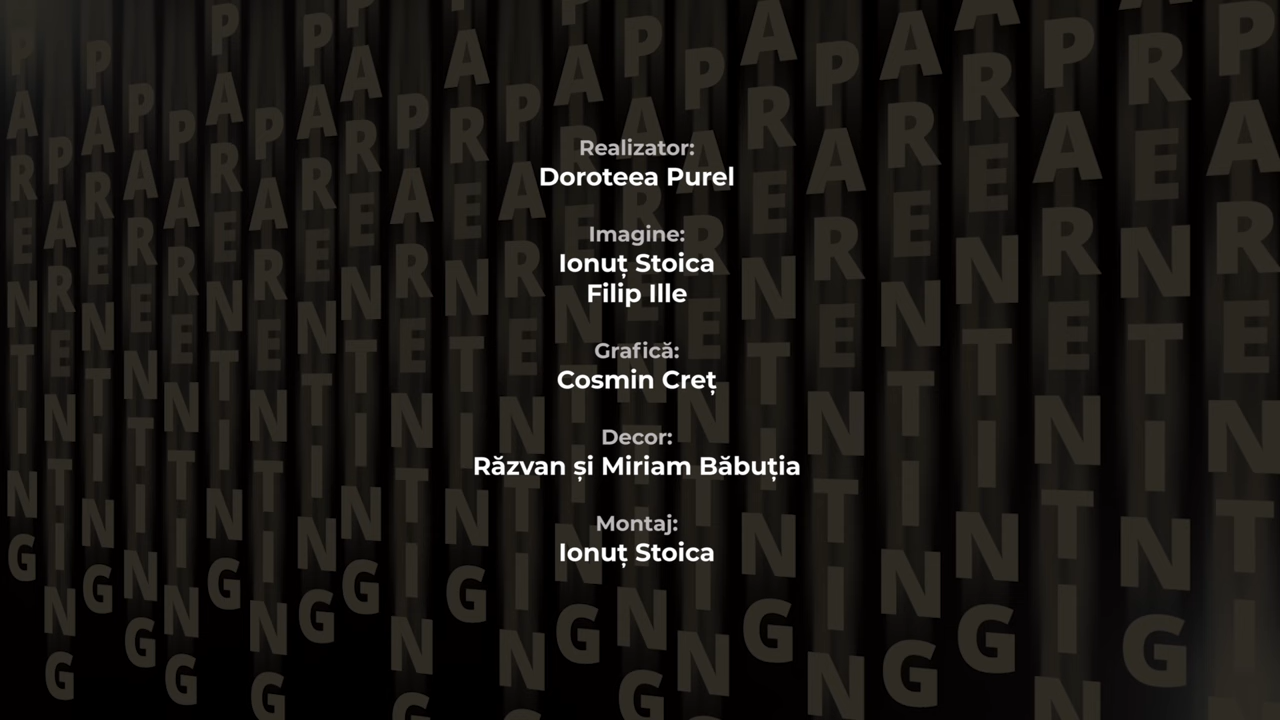 Realizator:
Doroteea Purel
Imagine:
Ionuț Stoica
Filip Ille
Grafică:
Cosmin Creț
Decor:
Răzvan și Miriam Băbuția
Montaj:
Ionuț Stoica
PARENTING